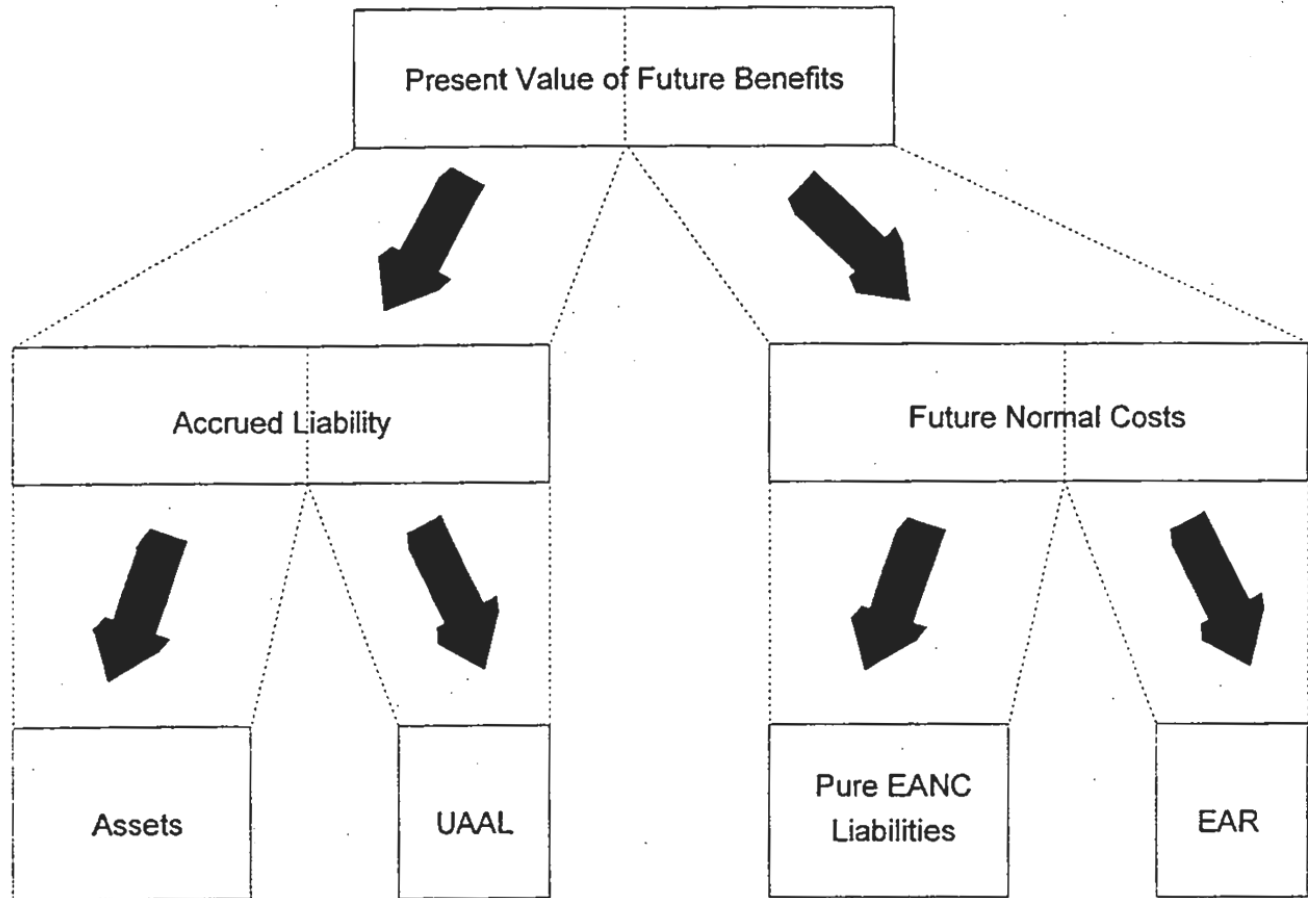 Present Value of Future Benefits
Accrued Liability
Future Normal Costs
Assets
UAAL
Pure EANC
Liabilities
EAR